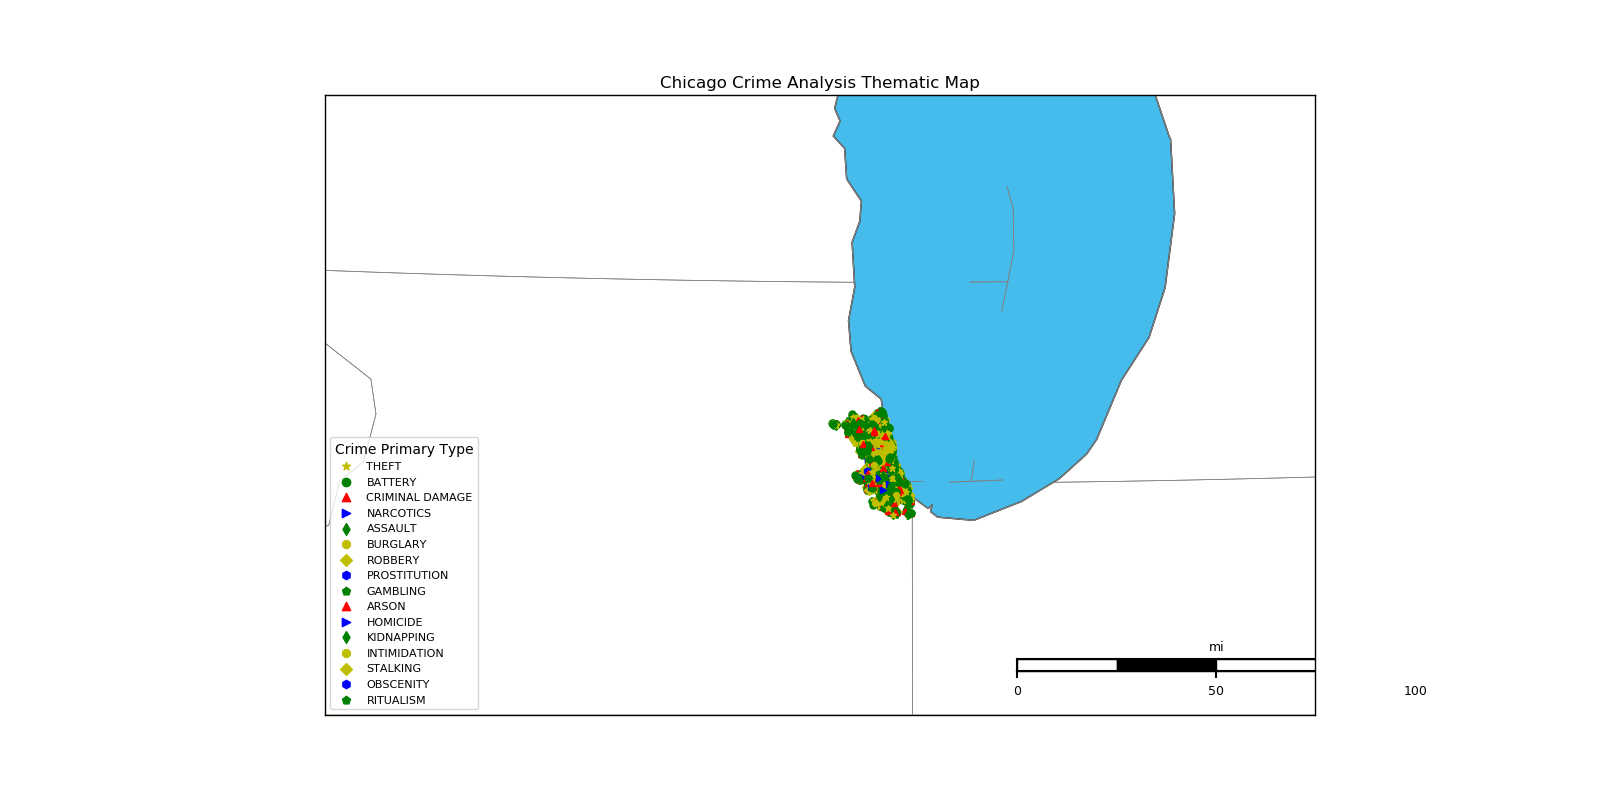 Chicago Crime Analysis Thematic Map
Crime Primary Type
THEFT
BATTERY
CRIMINAL DAMAGE
NARCOTICS
ASSAULT
BURGLARY
ROBBERY
PROSTITUTION
GAMBLING
ARSON
HOMICIDE
KIDNAPPING
INTIMIDATION
STALKING
OBSCENITY
RITUALISM
mi
0 50 100